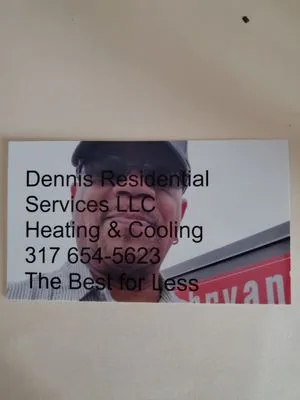 Dennis Residential
Services LLC
Heating & Cooling
317 654-5623
The Best for Less